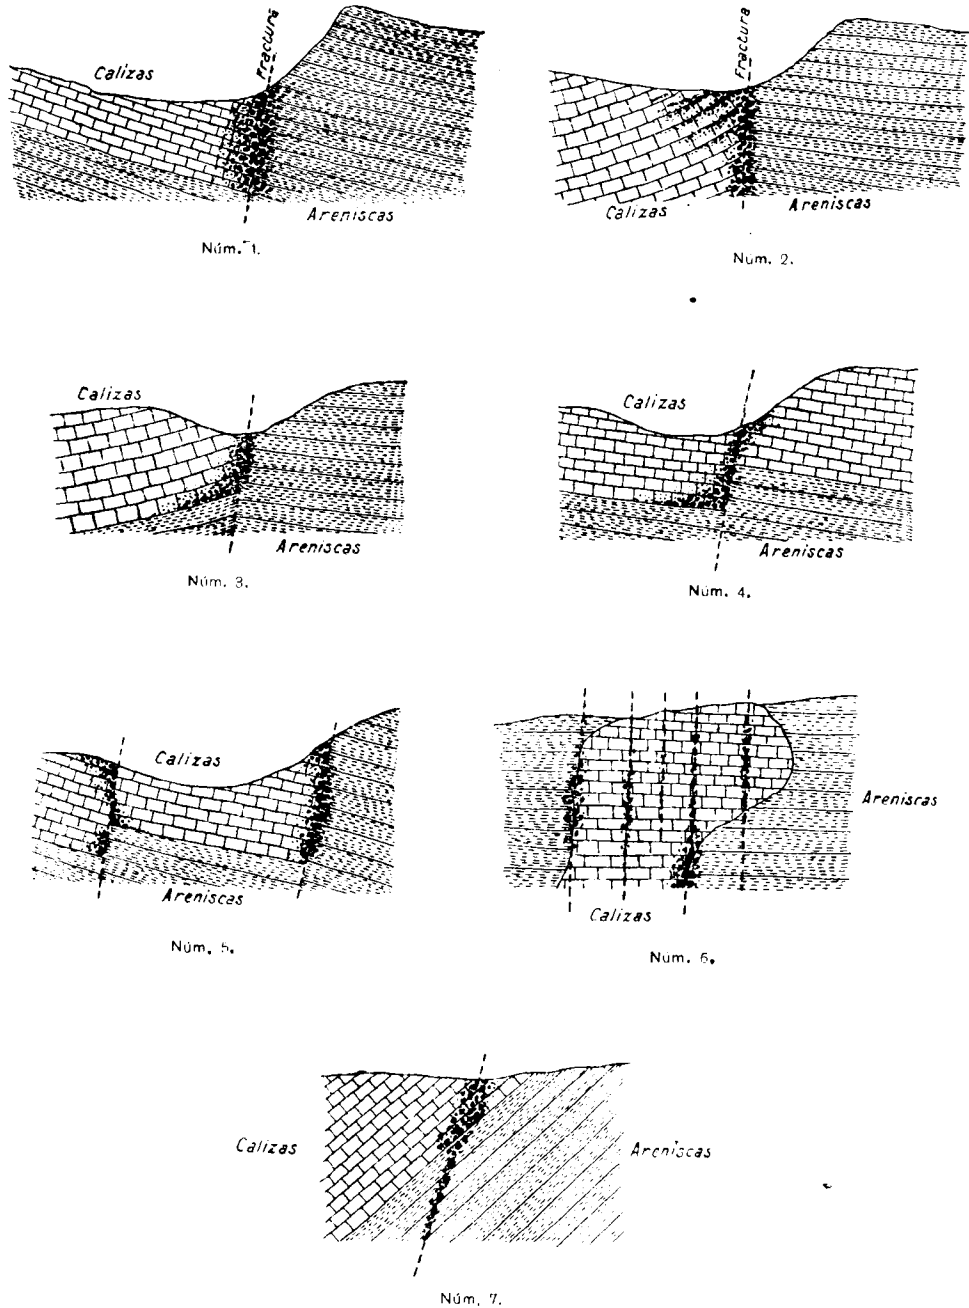 Calizas
Fractura
Areniscas
Núm. 1.
Fractura
Calizas
Areniscas
Núm. 2.
Calizas
Areniscas
Núm. 3.
Calizas
Areniscas
Núm. 4.
Calizas
Areniscas
Núm. 5.
Areniscas
Calizas
Núm. 6.
Calizas
Areniscas
Núm. 7.